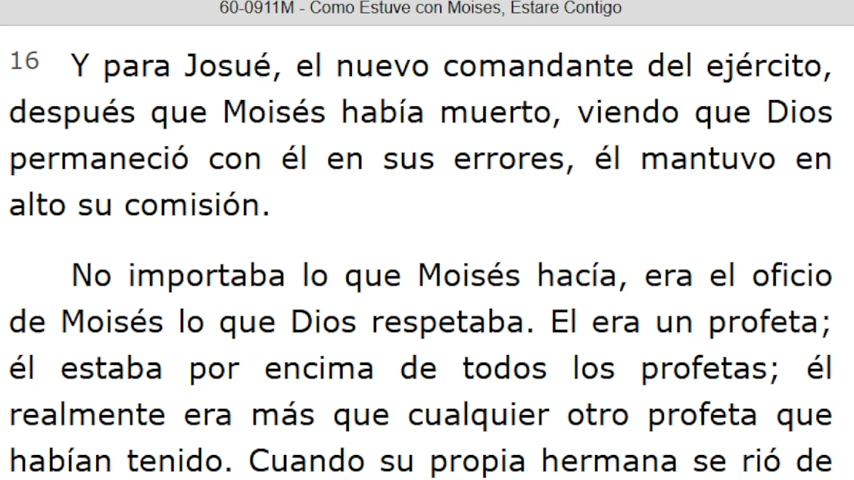 60-0911M - Como Estuve con Moises, Estare Contigo
16 Y para Josué, el nuevo comandante del ejército,
después que Moisés había muerto, viendo que Dios
permaneció con él en sus errores, él mantuvo en
alto su comisión.
No importaba lo que Moisés hacía, era el oficio
de Moisés lo que Dios respetaba. El era un profeta;
él estaba por encima de todos los profetas; él
realmente era más que cualquier otro profeta que
habían tenido. Cuando su propia hermana se rió de